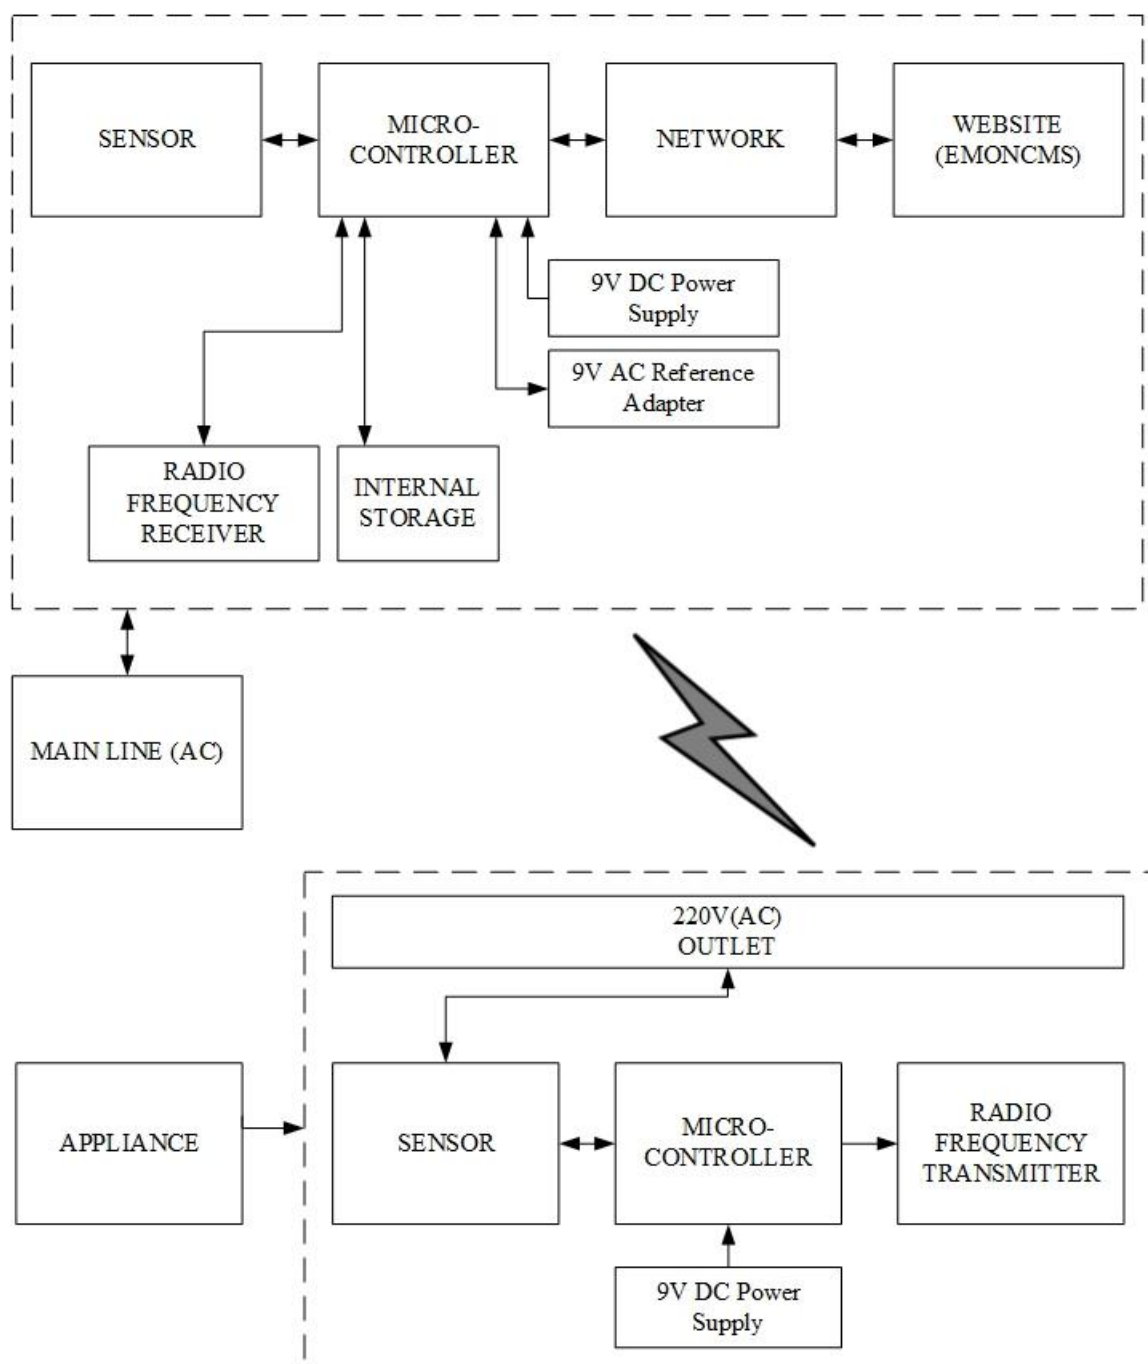 SENSOR
MICRO-
CONTROLLER
NETWORK
WEBSITE
(EMONCMS)
9V DC Power
Supply
9V AC Reference
Adapter
RADIO
FREQUENCY
RECEIVER
INTERNAL
STORAGE
MAIN LINE (AC)
220V(AC)
OUTLET
APPLIANCE
SENSOR
MICRO-
CONTROLLER
RADIO
FREQUENCY
TRANSMITTER
9V DC Power
Supply